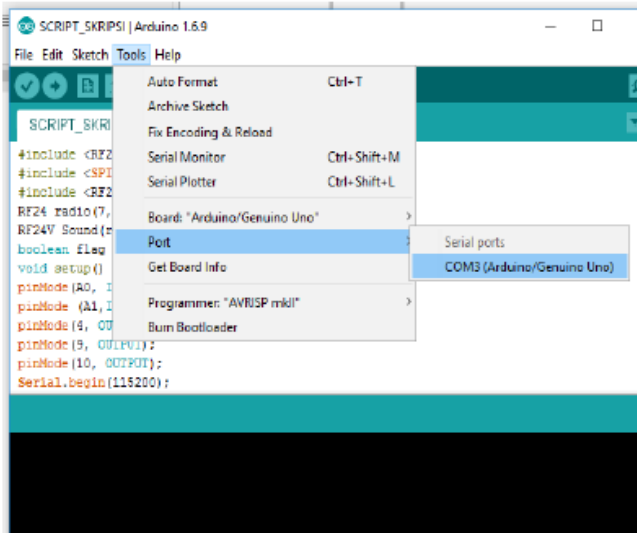 SCRIPT_SKRIPSI | Arduino 1.6.9
File Edit Sketch Tools Help
Auto Format Ctrl+T
Archive Sketch
Fix Encoding & Reload
Serial Monitor Ctrl+Shift+M
Serial Plotter Ctrl+Shift+L
Board: "Arduino/Genuino Uno"
Port
Get Board Info
Programmer: "AVRISP mkII"
Burn Bootloader
Serial ports
COM3 (Arduino/Genuino Uno)
SCRIPT_SKRI
#include <RF2
#include <SPI
#include <RF2
RF24 radio(7,
RF24V Sound(r
boolean flag
void setup()
pinMode(A0, I
pinMode (A1,I
pinMode(4, OU
pinMode(9, OUTPUT);
pinMode(10, OUTPUT);
Serial.begin(115200);